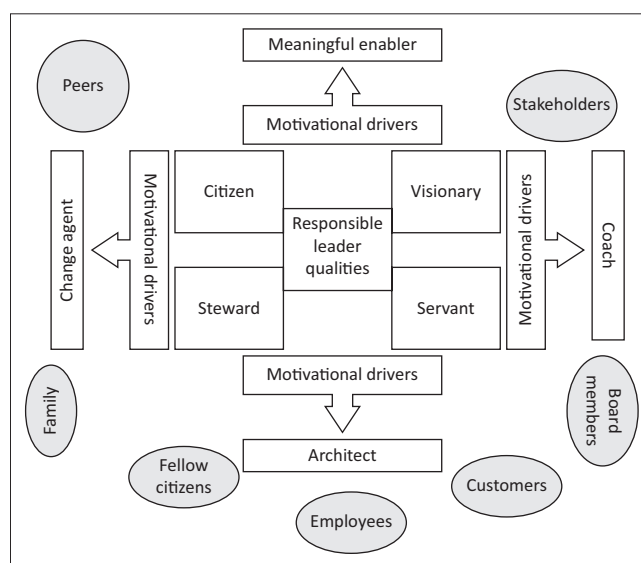 Meaningful enabler
Peers
Stakeholders
Motivational drivers
Change agent
Motivational drivers
Citizen
Visionary
Responsible
leader
qualities
Steward
Servant
Motivational drivers
Coach
Motivational drivers
Family
Board
members
Architect
Fellow
citizens
Customers
Employees